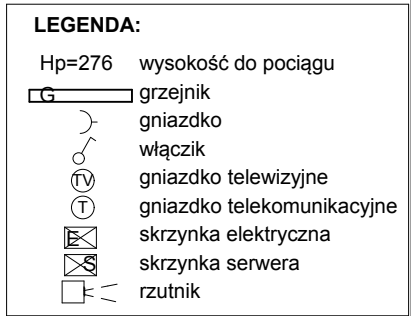 LEGENDA:
Hp=276 wysokość do pociągu
G grzejnik
gniazdko
włączik
TV gniazdko telewizyjne
T gniazdko telekomunikacyjne
E skrzynka elektryczna
S skrzynka serwera
rzutnik